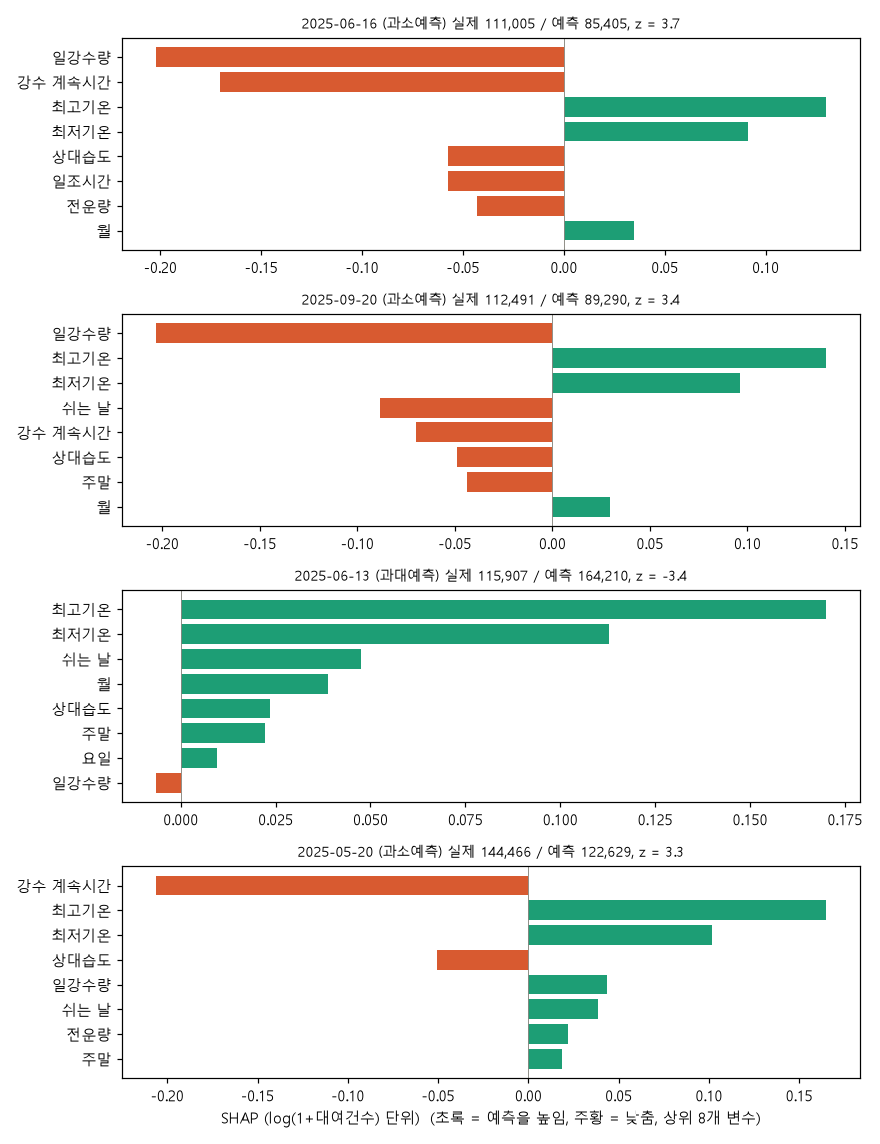 2025-06-16 (과소예측) 실제 111,005 / 예측 85,405, z = 3.7
일강수량
강수 계속시간
최고기온
최저기온
상대습도
일조시간
전운량
월
-0.20 -0.15 -0.10 -0.05 0.00 0.05 0.10
2025-09-20 (과소예측) 실제 112,491 / 예측 89,290, z = 3.4
일강수량
최고기온
최저기온
쉬는 날
강수 계속시간
상대습도
주말
월
-0.20 -0.15 -0.10 -0.05 0.00 0.05 0.10 0.15
2025-06-13 (과대예측) 실제 115,907 / 예측 164,210, z = -3.4
최고기온
최저기온
쉬는 날
월
상대습도
주말
요일
일강수량
0.000 0.025 0.050 0.075 0.100 0.125 0.150 0.175
2025-05-20 (과소예측) 실제 144,466 / 예측 122,629, z = 3.3
강수 계속시간
최고기온
최저기온
상대습도
일강수량
쉬는 날
전운량
주말
-0.20 -0.15 -0.10 -0.05 0.00 0.05 0.10 0.15
SHAP (log(1+대여건수) 단위) (초록 = 예측을 높임, 주황 = 낮춤, 상위 8개 변수)